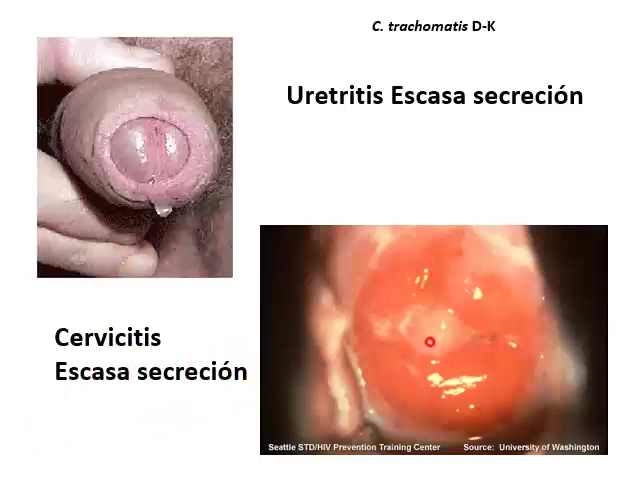 C. trachomatis D-K
Uretritis Escasa secreción
Cervicitis
Escasa secreción
Seattle STD/HIV Prevention Training Center Source: University of Washington